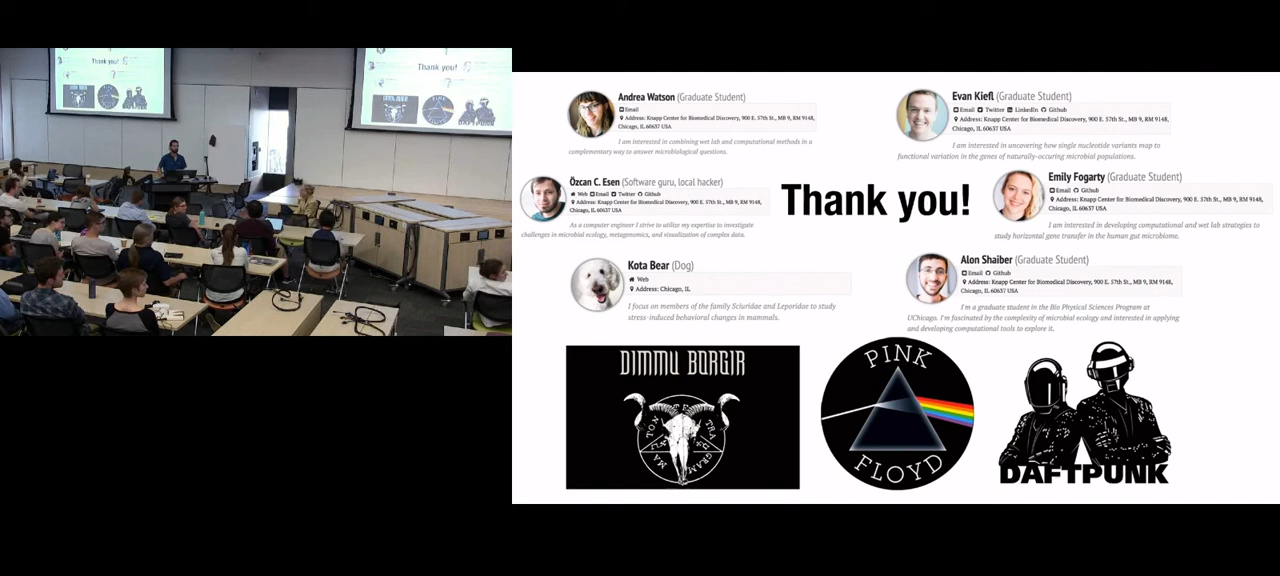 Thank you!
DIMMU BORGIR
Thank you!
DIMMU BORGIR
DAFTPUNK
Andrea Watson (Graduate Student)
Email
Address: Knapp Center for Biomedical Discovery, 900 E. 57th St., MB 9, RM 9148,
Chicago, IL 60637 USA
I am interested in combining wet lab and computational methods in a
complementary way to answer microbiological questions.
Evan Kiefl (Graduate Student)
Email Twitter LinkedIn Github
Address: Knapp Center for Biomedical Discovery, 900 E. 57th St., MB 9, RM 9148,
Chicago, IL 60637 USA
I am interested in uncovering how single nucleotide variants map to
functional variation in the genes of naturally-occuring microbial populations.
Özcan C. Esen (Software guru, local hacker)
Web Email Twitter Github
Address: Knapp Center for Biomedical Discovery, 900 E. 57th St., MB 9, RM 9148,
Chicago, IL 60637 USA
As a computer engineer I strive to utilize my expertise to investigate
challenges in microbial ecology, metagenomics, and visualization of complex data.
Thank you!
Emily Fogarty (Graduate Student)
Email Github
Address: Knapp Center for Biomedical Discovery, 900 E. 57th St., MB 9, RM 9148,
Chicago, IL 60637 USA
I am interested in developing computational and wet lab strategies to
study horizontal gene transfer in the human gut microbiome.
Kota Bear (Dog)
Web
Address: Chicago, IL
I focus on members of the family Sciuridae and Leporidae to study
stress-induced behavioral changes in mammals.
Alon Shaiber (Graduate Student)
Email Github
Address: Knapp Center for Biomedical Discovery, 900 E. 57th St., MB 9, RM 9148,
Chicago, IL 60637 USA
I'm a graduate student in the Bio Physical Sciences Program at
UChicago. I'm fascinated by the complexity of microbial ecology and interested in applying
and developing computational tools to explore it.
DIMMU BORGIR
TE TRA GRAM MA TON
PINK
FLOYD
DAFTPUNK